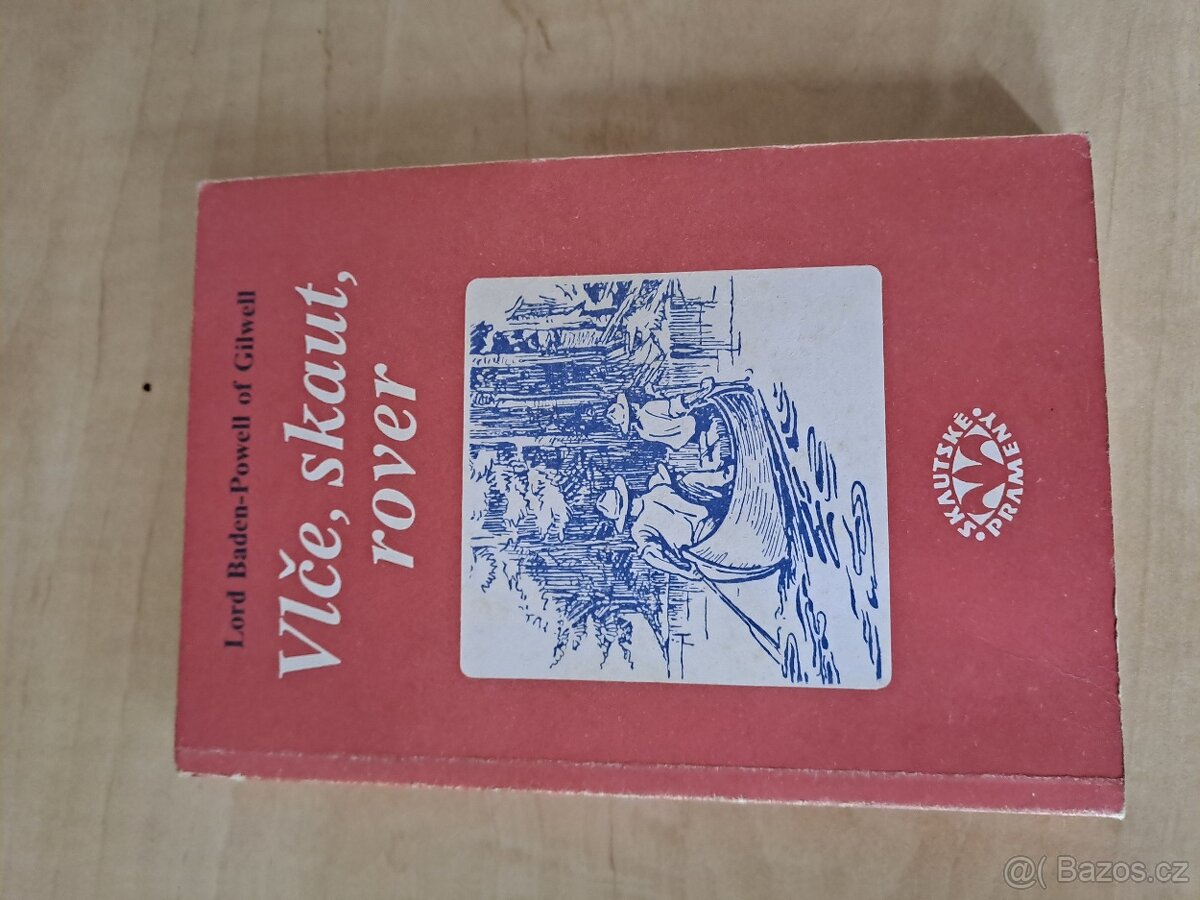 Lord Baden-Powell of Gilwell
Vlče, skaut,
rover
SKAUTSKÉ
PRAMENY
@( Bazos.cz